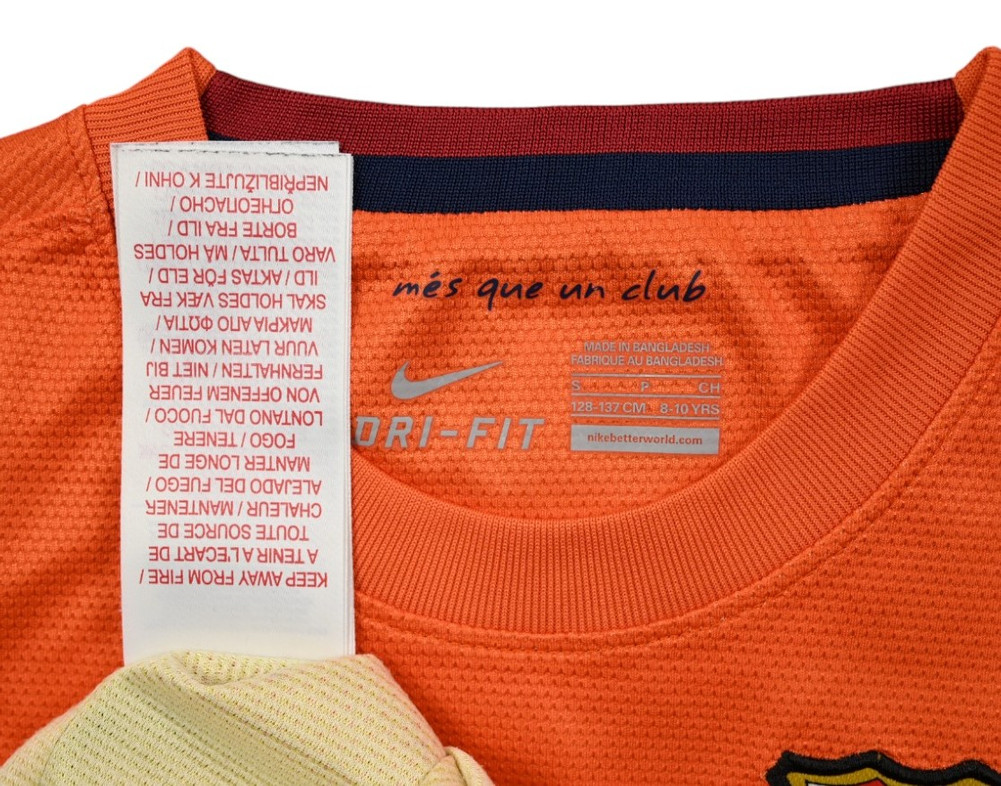 KEEP AWAY FROM FIRE /
A TENIR A L'ECART DE
TOUTE SOURCE DE
CHALEUR / MANTENER
ALEJADO DEL FUEGO /
MANTER LONGE DE
FOGO / TENERE
LONTANO DAL FUOCO /
VON OFFENEM FEUER
FERNHALTEN / NIET BIJ
VUUR LATEN KOMEN /
ΜΑΚΡΙΑ ΑΠΟ ΦΩΤΙΑ /
SKAL HOLDES VÆK FRA
ILD / AKTAS FÖR ELD /
VARO TULTA / MÅ HOLDES
BORTE FRA ILD /
ОГНЕОПАСНО /
NEPŘIBLIŽUJTE K OHNI /
més que un club
DRI-FIT
MADE IN BANGLADESH
FABRIQUE AU BANGLADESH
S P CH
128-137 CM 8-10 YRS
nikebetterworld.com